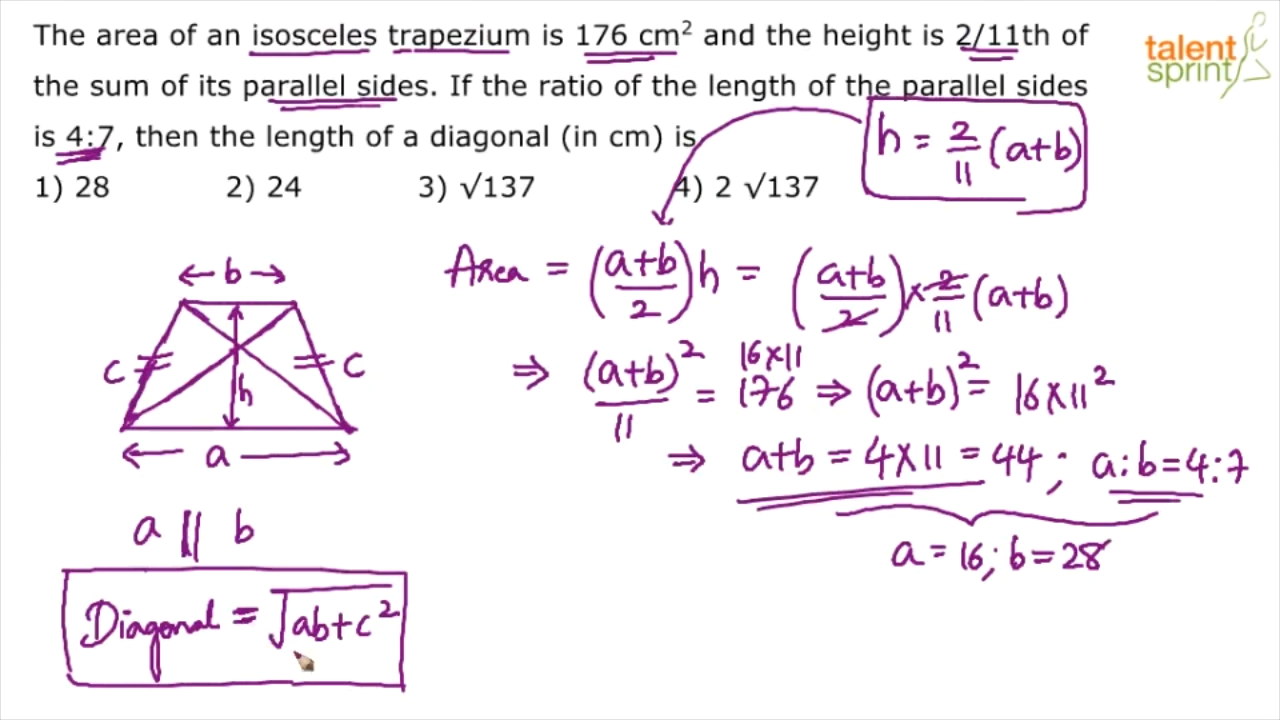 The area of an isosceles trapezium is 176 cm² and the height is 2/11th of
the sum of its parallel sides. If the ratio of the length of the parallel sides
is 4:7, then the length of a diagonal (in cm) is
1) 28 2) 24 3) √137 4) 2 √137
talent
sprint
h = 2/11 (a+b)
Area = ((a+b)/2)h = ((a+b)/2) × 2/11 (a+b)
⇒ (a+b)²/11 = 176 ⇒ (a+b)² = 16×11²
16×11
⇒ a+b = 4×11 = 44 ; a:b=4:7
a = 16; b = 28
b
c
h
c
a
a || b
Diagonal = √ab+c²